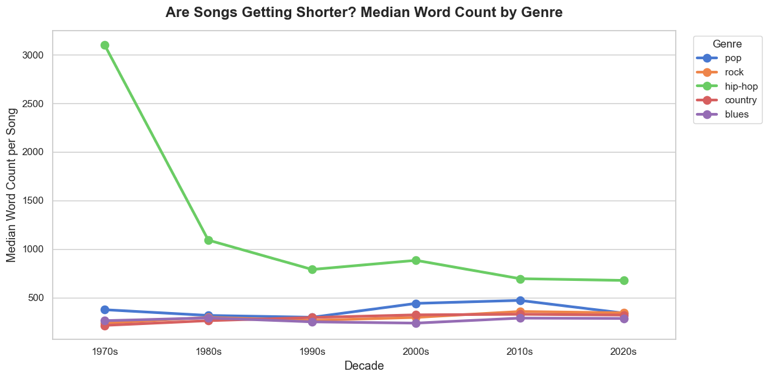 Are Songs Getting Shorter? Median Word Count by Genre
Genre
pop
rock
hip-hop
country
blues
Median Word Count per Song
3000
2500
2000
1500
1000
500
1970s
1980s
1990s
2000s
2010s
2020s
Decade